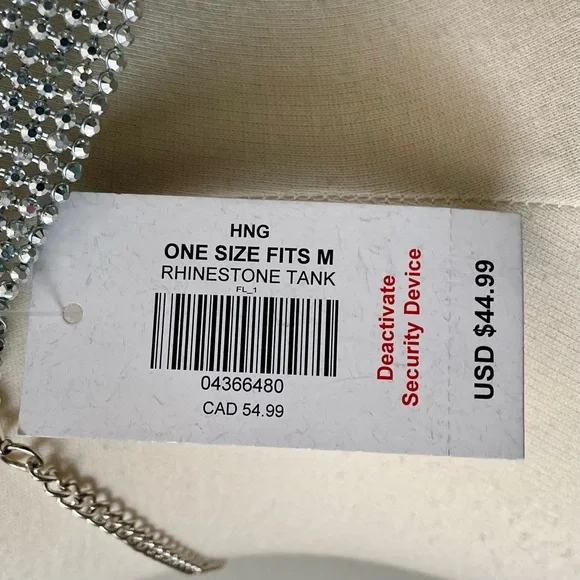 HNG
ONE SIZE FITS M
RHINESTONE TANK
FL_1
04366480
CAD 54.99
Deactivate
Security Device
USD $44.99